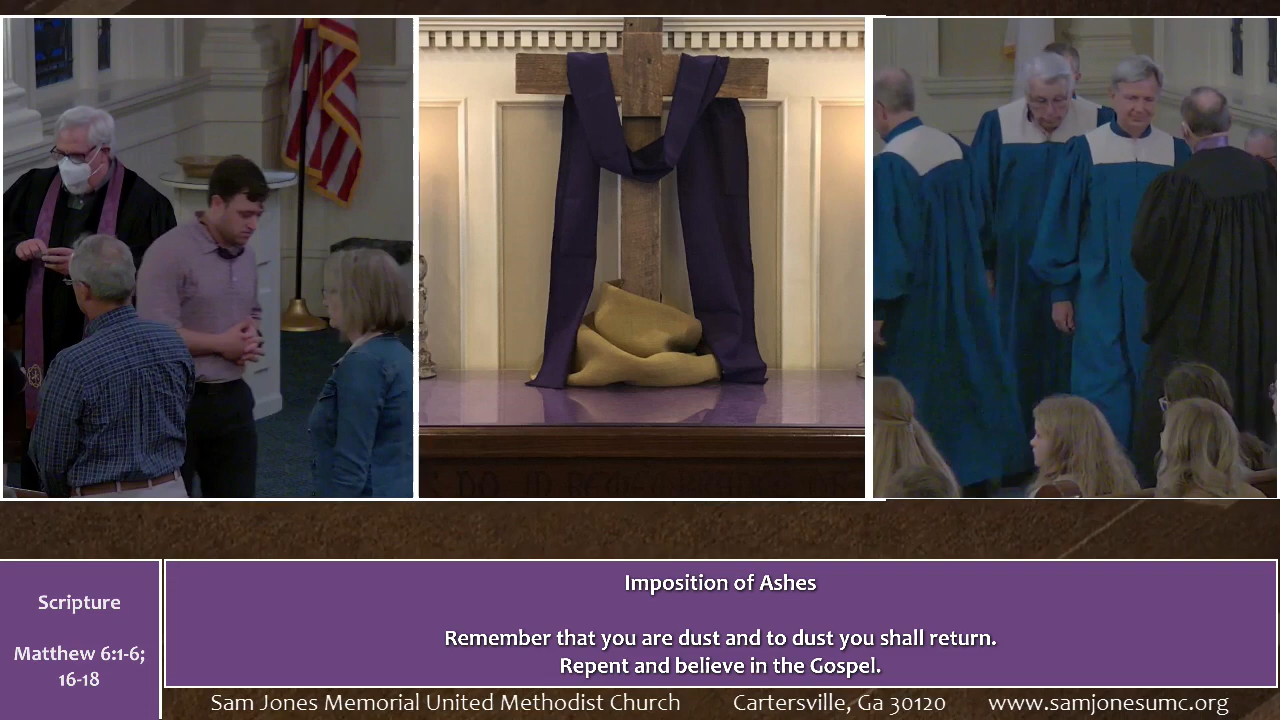 Scripture
Matthew 6:1-6;
16-18
Imposition of Ashes
Remember that you are dust and to dust you shall return.
Repent and believe in the Gospel.
Sam Jones Memorial United Methodist Church Cartersville, Ga 30120 www.samjonesumc.org